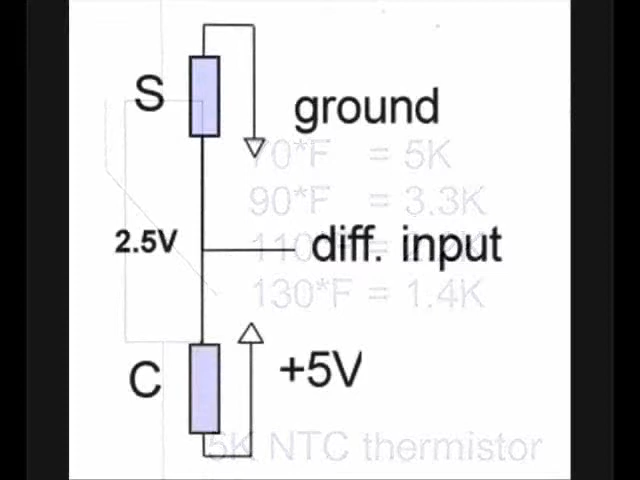 S
ground
70*F = 5K
90*F = 3.3K
2.5V
diff. input
130*F = 1.4K
C
+5V
5K NTC thermistor